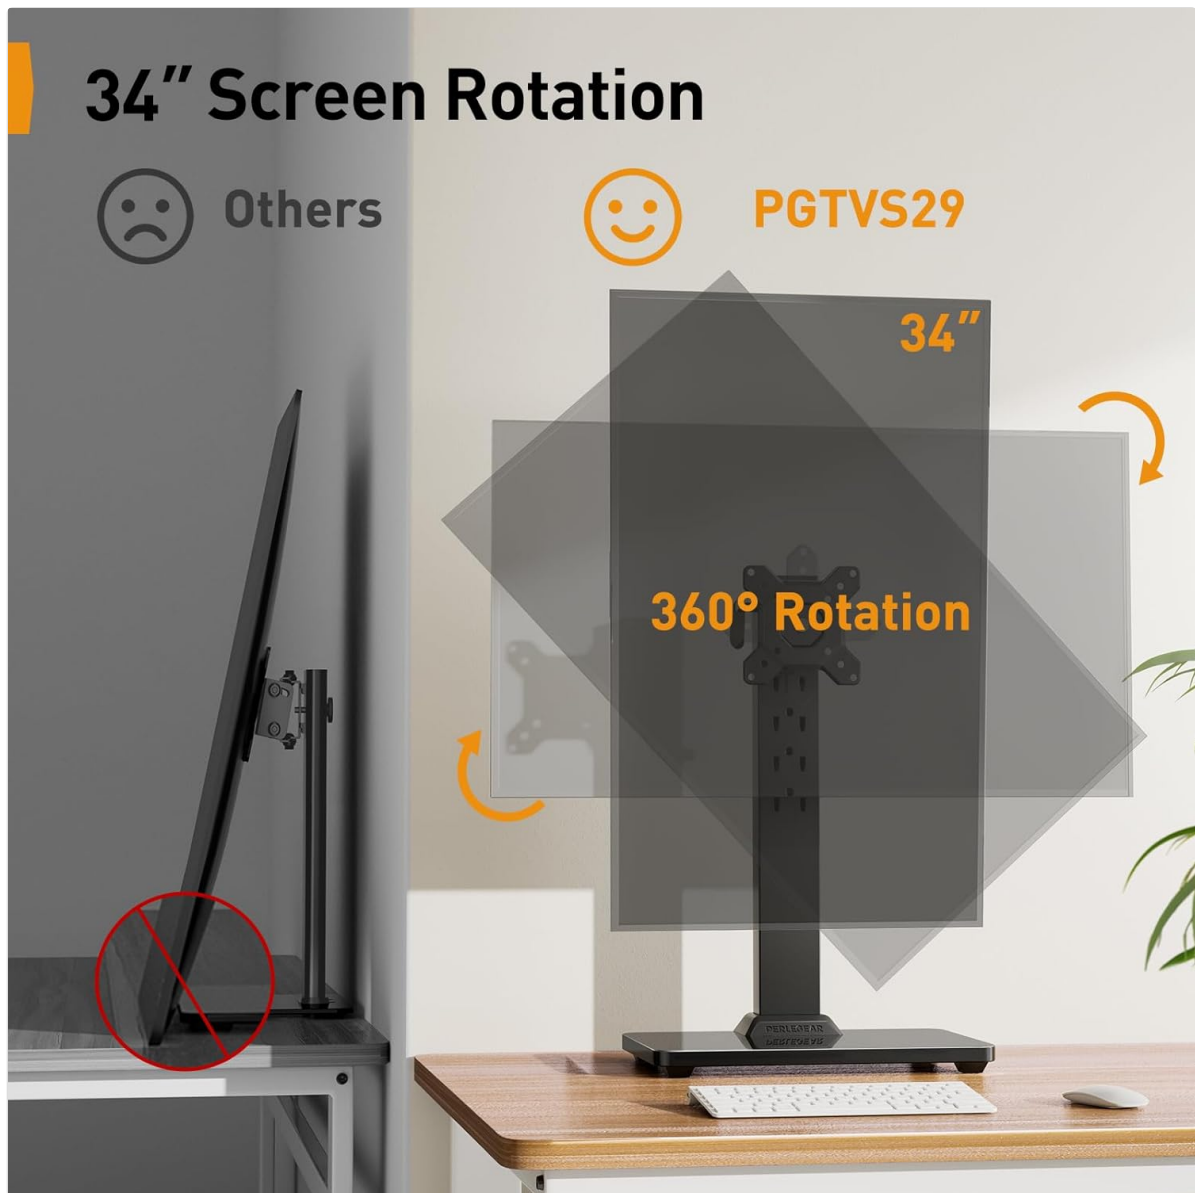 34” Screen Rotation
Others
PGTVS29
34”
360° Rotation
PERLEGEAR